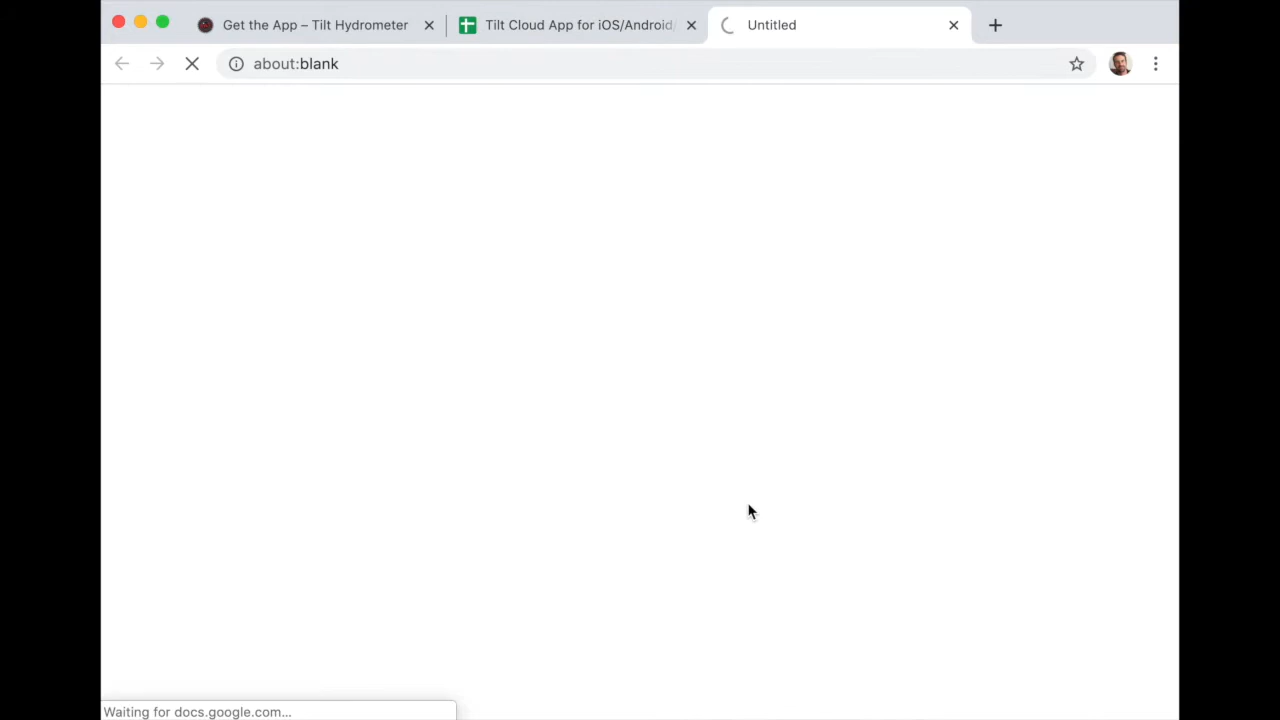 Get the App – Tilt Hydrometer
Tilt Cloud App for iOS/Android/
Untitled
about:blank
Waiting for docs.google.com...